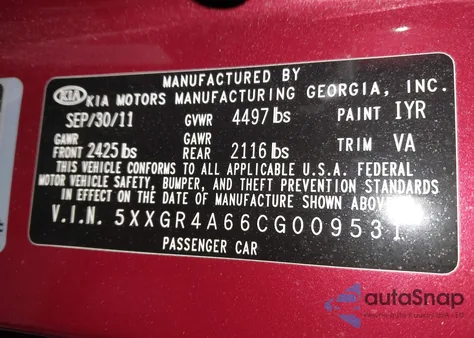 MANUFACTURED BY
KIA KIA MOTORS MANUFACTURING GEORGIA, INC.
SEP/30/11 GVWR 4497 lbs PAINT IYR
GAWR FRONT 2425 lbs GAWR REAR 2116 lbs TRIM VA
THIS VEHICLE CONFORMS TO ALL APPLICABLE U.S.A. FEDERAL
MOTOR VEHICLE SAFETY, BUMPER, AND THEFT PREVENTION STANDARDS
IN EFFECT ON THE DATE OF MANUFACTURE SHOWN ABOVE.
V.I.N. 5XXGR4A66CG009531
PASSENGER CAR
autoSnap